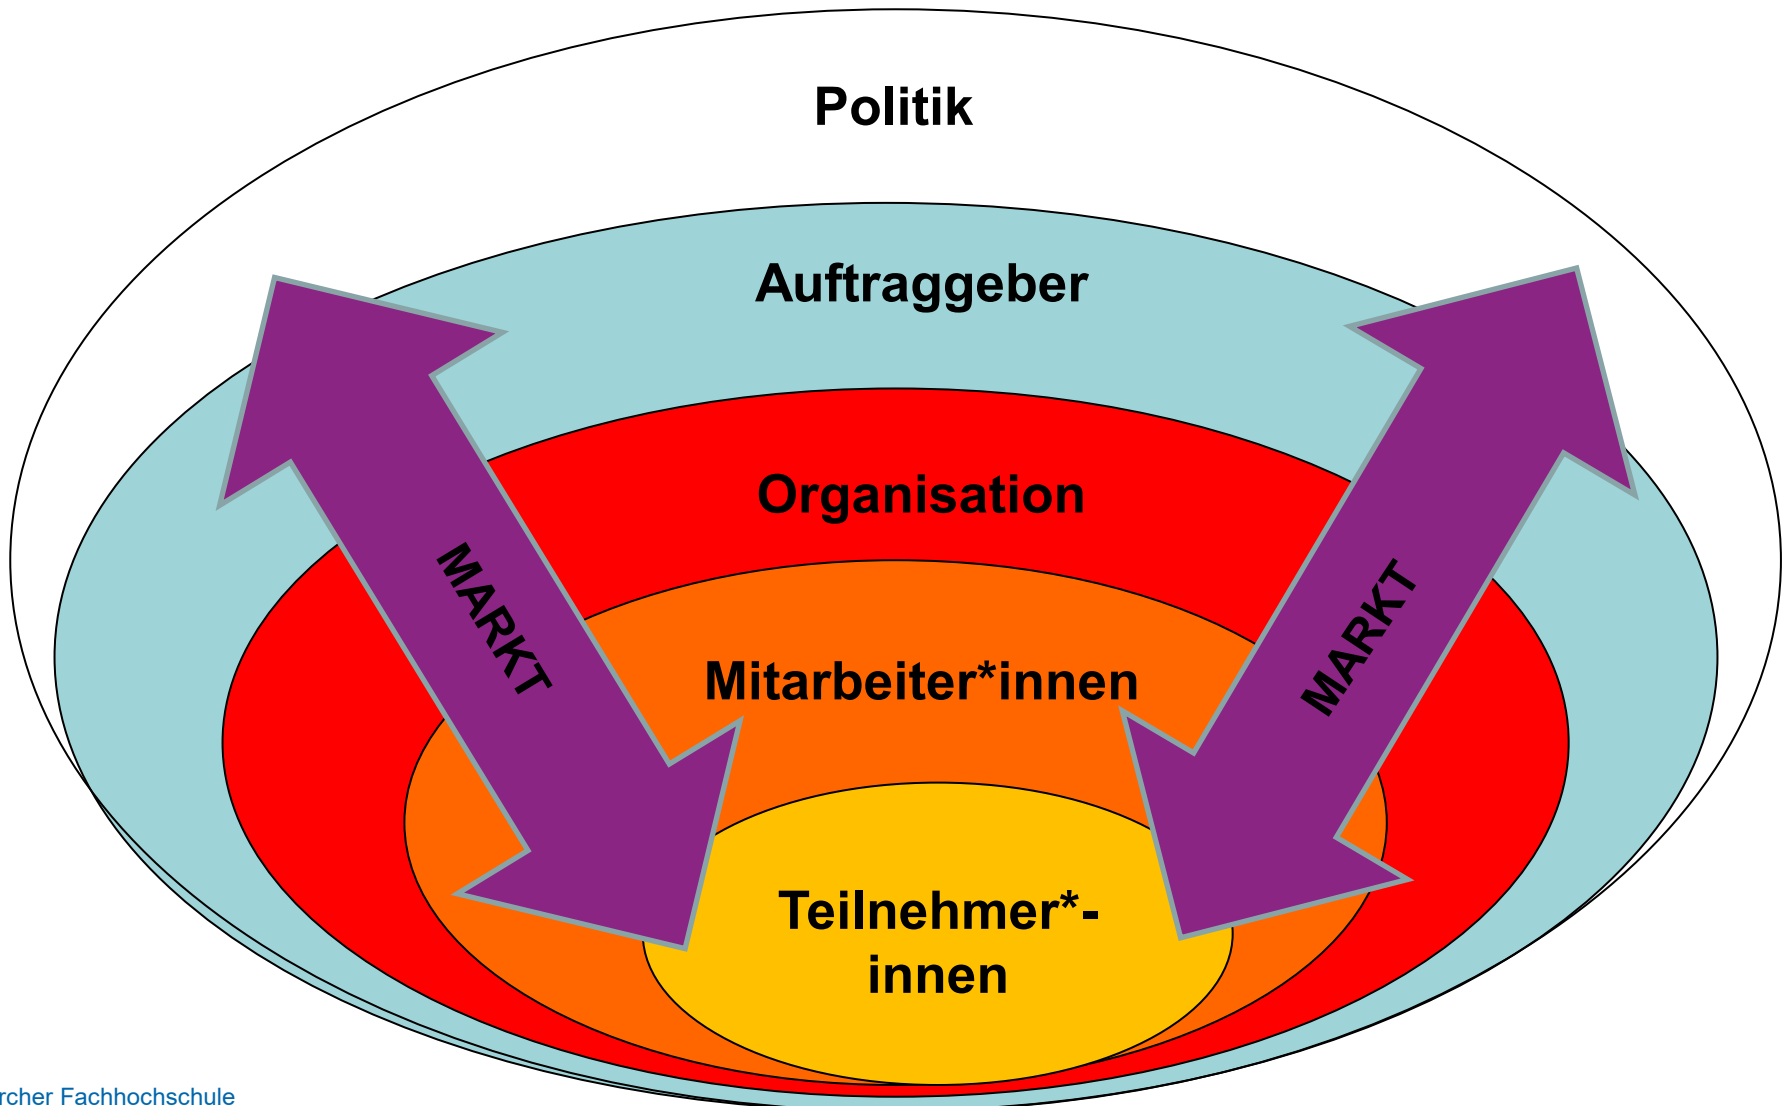 Politik
Auftraggeber
Organisation
MARKT
MARKT
Mitarbeiter*innen
Teilnehmer*-
innen
rcher Fachhochschule